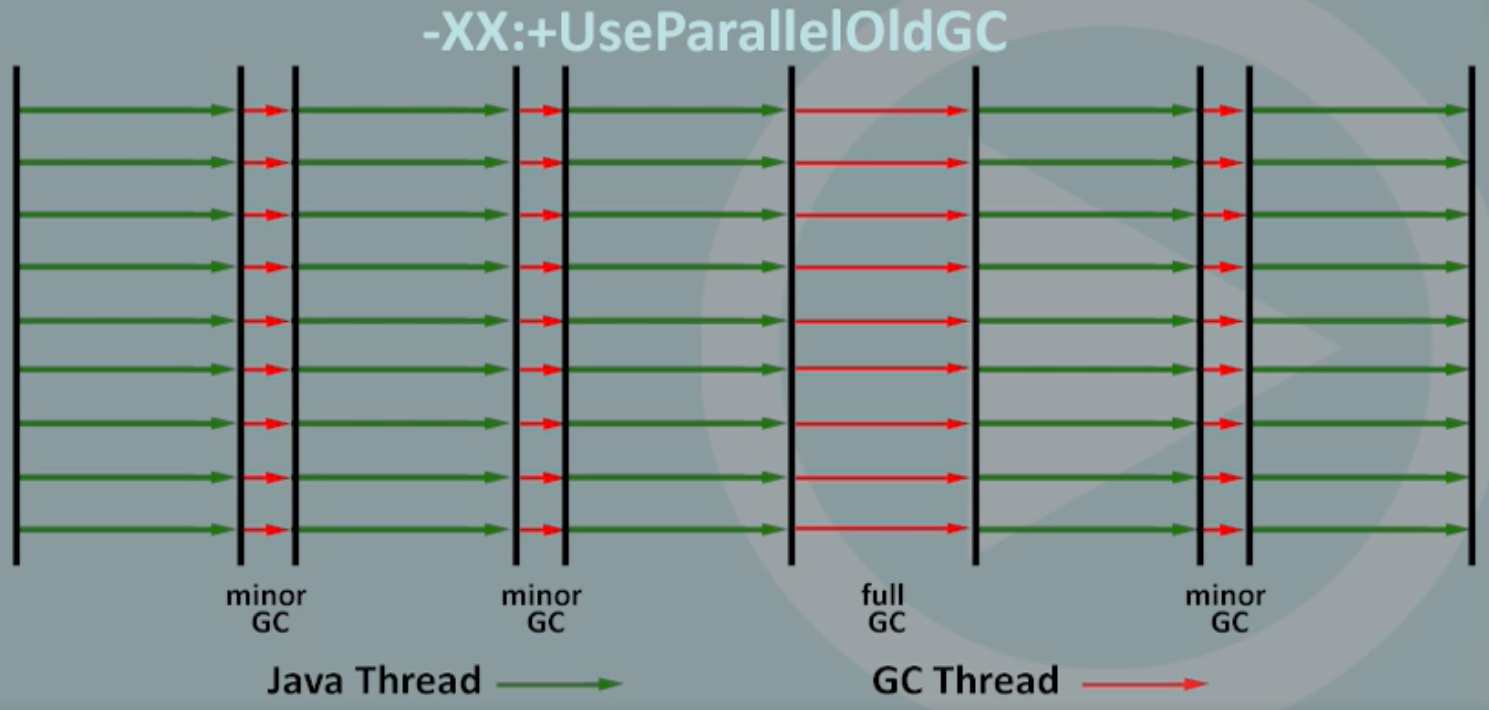 -XX:+UseParallelOldGC
minor
GC
minor
GC
full
GC
minor
GC
Java Thread
GC Thread